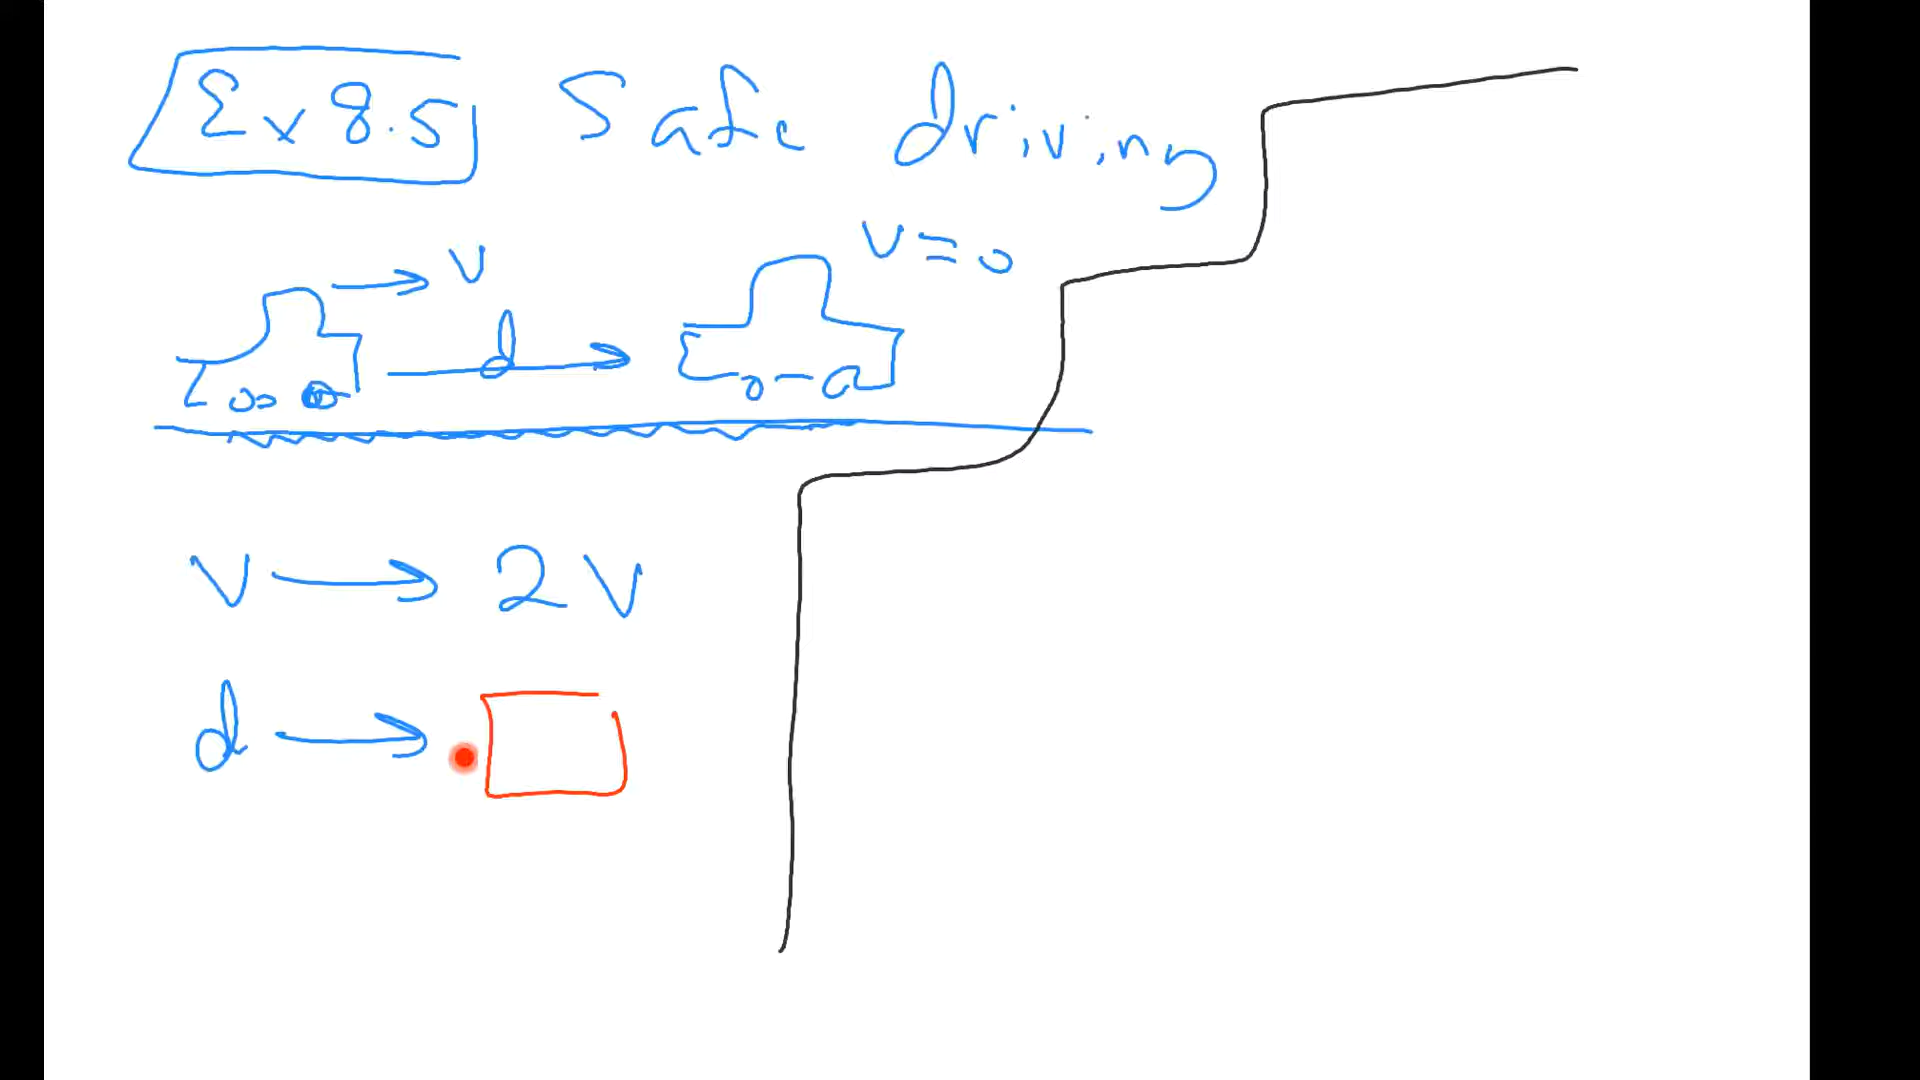 Ex 8.5 Safe driving
v v = 0
d
v → 2v
d →